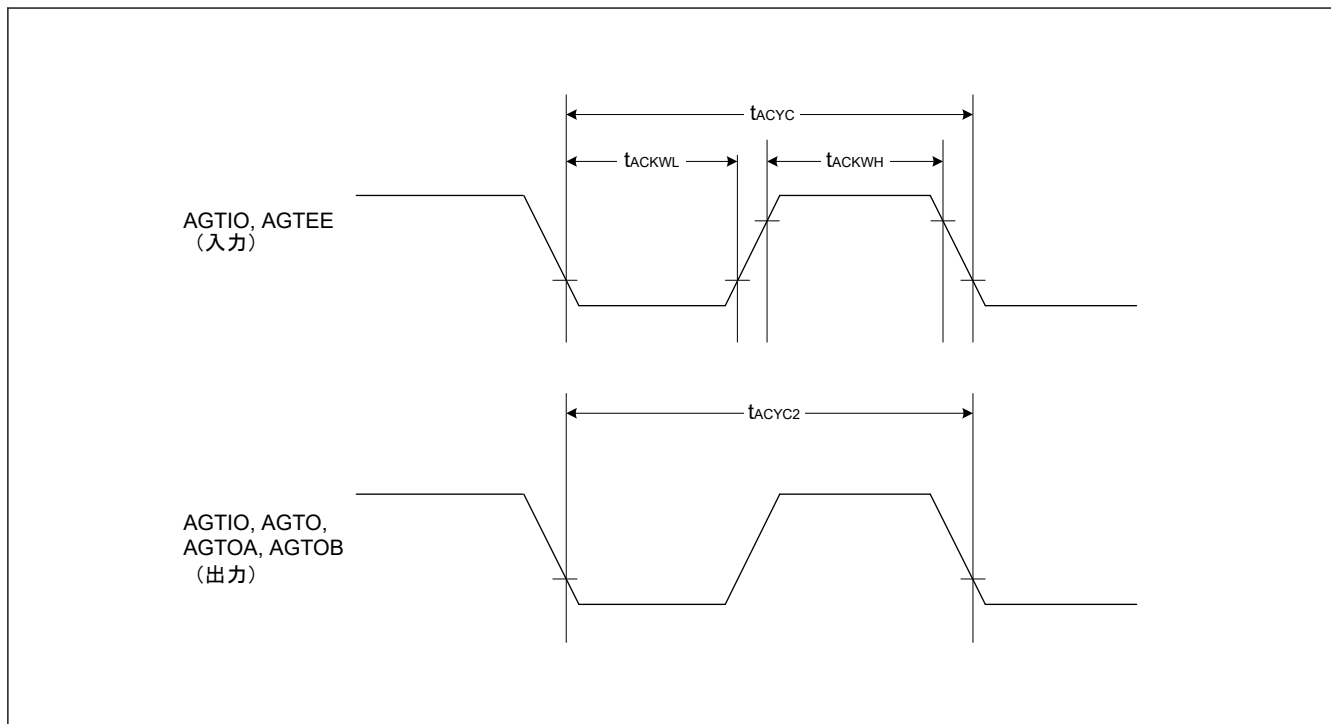 tACYC
tACKWL
tACKWH
AGTIO, AGTEE
（入力）
tACYC2
AGTIO, AGTO,
AGTOA, AGTOB
（出力）